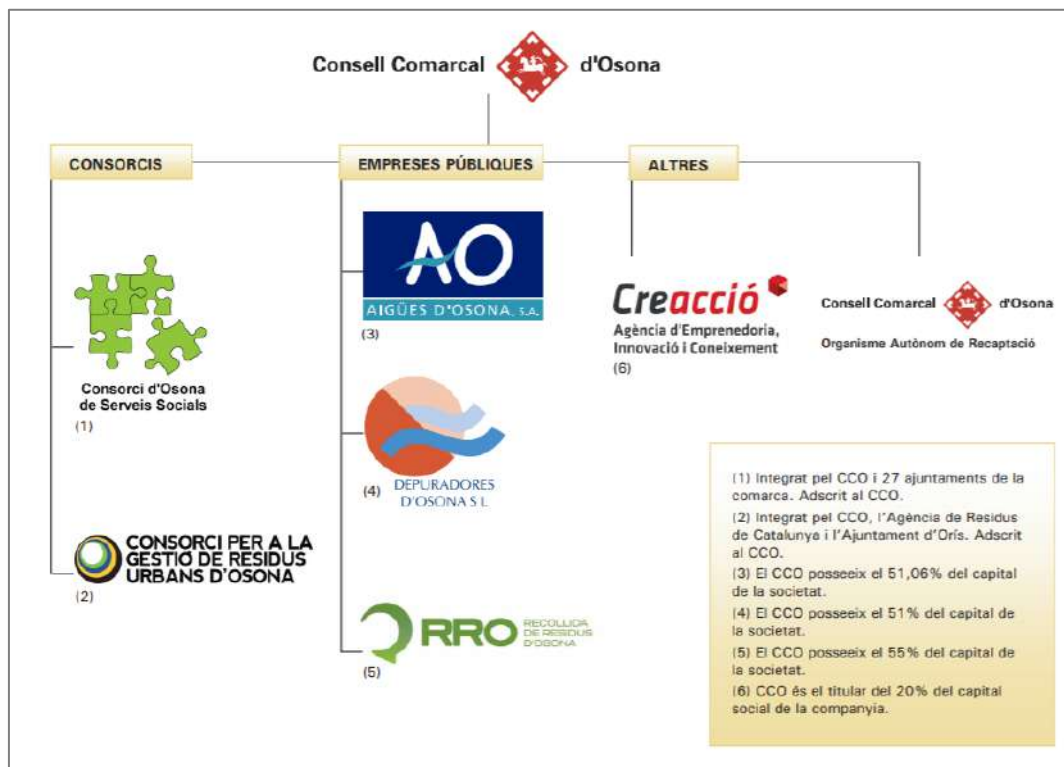 Consell Comarcal d'Osona
CONSORCIS
EMPRESES PÚBLIQUES
ALTRES
Consorci d'Osona
de Serveis Socials
(1)
CONSORCI PER A LA
GESTIÓ DE RESIDUS
URBANS D'OSONA
(2)
AO
AIGÜES D'OSONA, S.A.
(3)
DEPURADORES
D'OSONA S L
(4)
RRO
RECOLLIDA
DE RESIDUS
D'OSONA
(5)
Creacció
Agència d'Emprenedoria,
Innovació i Coneixement
(6)
Consell Comarcal d'Osona
Organisme Autònom de Recaptació
(1) Integrat pel CCO i 27 ajuntaments de la
comarca. Adscrit al CCO.
(2) Integrat pel CCO, l'Agència de Residus
de Catalunya i l'Ajuntament d'Orís. Adscrit
al CCO.
(3) El CCO posseeix el 51,06% del capital
de la societat.
(4) El CCO posseeix el 51% del capital de
la societat.
(5) El CCO posseeix el 55% del capital de
la societat.
(6) CCO és el titular del 20% del capital
social de la companyia.